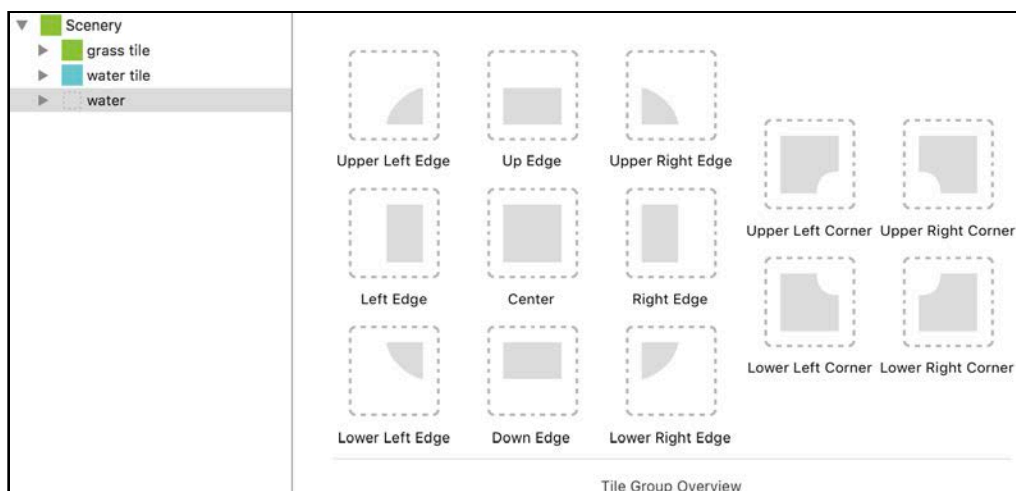 Scenery
grass tile
water tile
water
Upper Left Edge Up Edge Upper Right Edge
Upper Left Corner Upper Right Corner
Left Edge Center Right Edge
Lower Left Corner Lower Right Corner
Lower Left Edge Down Edge Lower Right Edge
Tile Group Overview